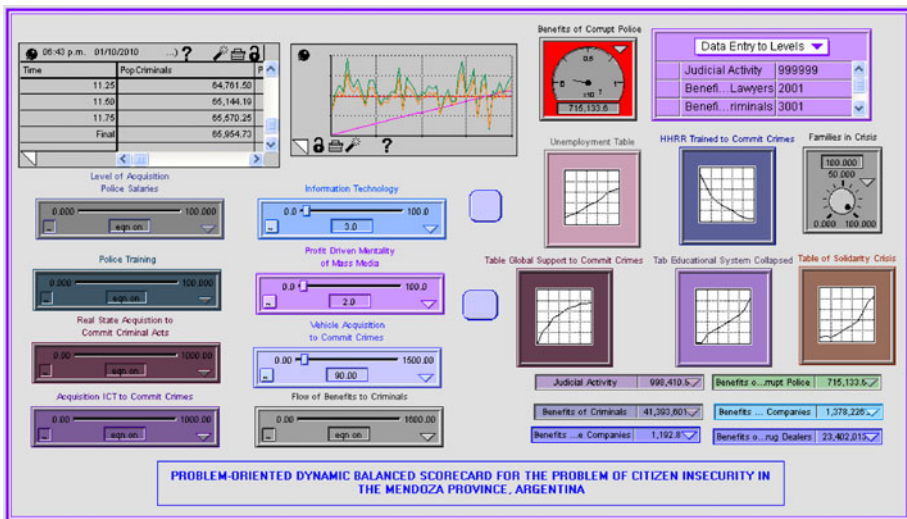 06:43 p.m. 01/10/2010 ...) ?
Time PopCriminals P
11.25 64,761.50
11.50 65,144.19
11.75 65,570.25
Final 65,954.73
?
Benefits of Corrupt Police
0.5
0
1
x10 7
715,133.6
Data Entry to Levels
Judicial Activity 999999
Benefi...Lawyers 2001
Benefi...riminals 3001
Level of Acquisition
Police Salaries
0.000 100.000
eqn on
Information Technology
0.0 100.0
3.0
Unemployment Table
HHRR Trained to Commit Crimes
Families in Crisis
100.000
50.000
0.000 100.000
Police Training
0.000 100.000
eqn on
Profit Driven Mentality
of Mass Media
0.0 100.0
2.0
Table Global Support to Commit Crimes
Tab Educational System Collapsed
Table of Solidarity Crisis
Real State Acquistion to
Commit Criminal Acts
0.00 1000.00
eqn on
Vehicle Acquisition
to Commit Crimes
0.00 1500.00
90.00
Acquisition ICT to Commit Crimes
0.00 1000.00
eqn on
Flow of Benefits to Criminals
0.00 1600.00
eqn on
Judicial Activity 998,410.5
Benefits o...rrupt Police 715,133.6
Benefits of Criminals 41,393,601
Benefits ... Companies 1,378,226
Benefits ...e Companies 1,192.8
Benefits o...rug Dealers 23,402,015
PROBLEM-ORIENTED DYNAMIC BALANCED SCORECARD FOR THE PROBLEM OF CITIZEN INSECURITY IN
THE MENDOZA PROVINCE, ARGENTINA